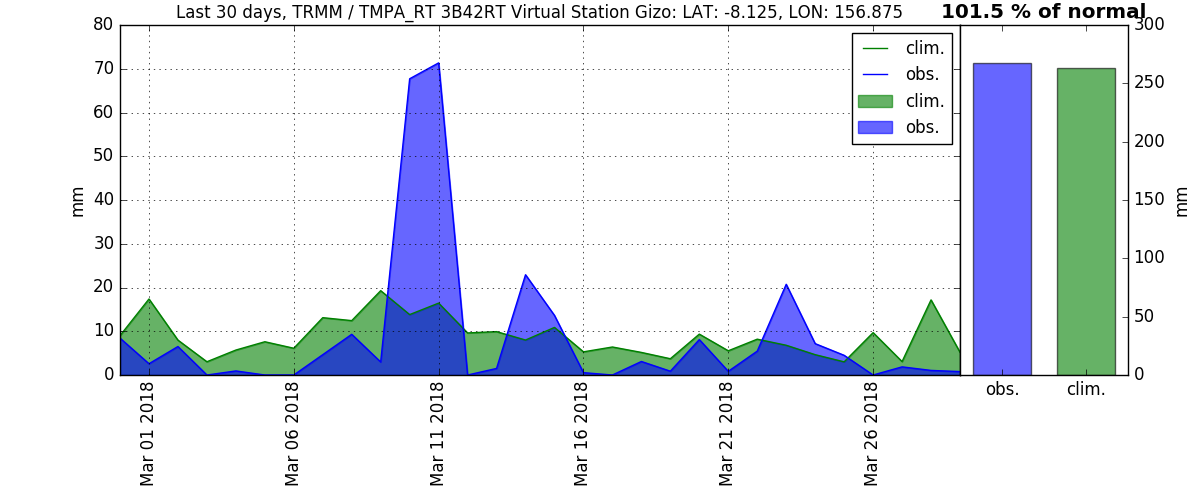 Last 30 days, TRMM / TMPA_RT 3B42RT Virtual Station Gizo: LAT: -8.125, LON: 156.875
101.5 % of normal
80
70
60
50
40
30
20
10
0
mm
clim.
obs.
clim.
obs.
Mar 01 2018
Mar 06 2018
Mar 11 2018
Mar 16 2018
Mar 21 2018
Mar 26 2018
300
250
200
150
100
50
0
mm
obs.
clim.